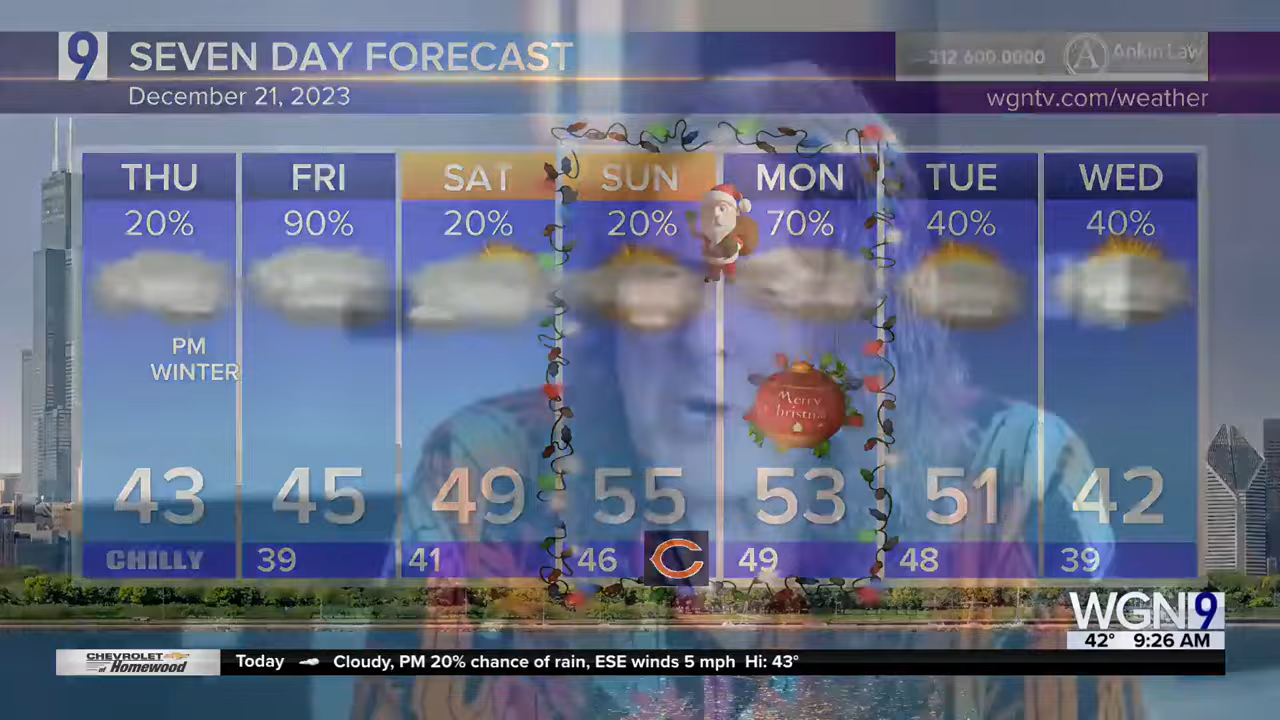 9 SEVEN DAY FORECAST
December 21, 2023
312.600.0000 A Ankin Law
wgntv.com/weather
THU FRI SAT SUN MON TUE WED
20% 90% 20% 20% 70% 40% 40%
PM
WINTER
Merry
43 45 49 55 53 51 42
CHILLY 39 41 46 C 49 48 39
WGN9
42° 9:26 AM
CHEVROLET
of Homewood
Today Cloudy, PM 20% chance of rain, ESE winds 5 mph Hi: 43°